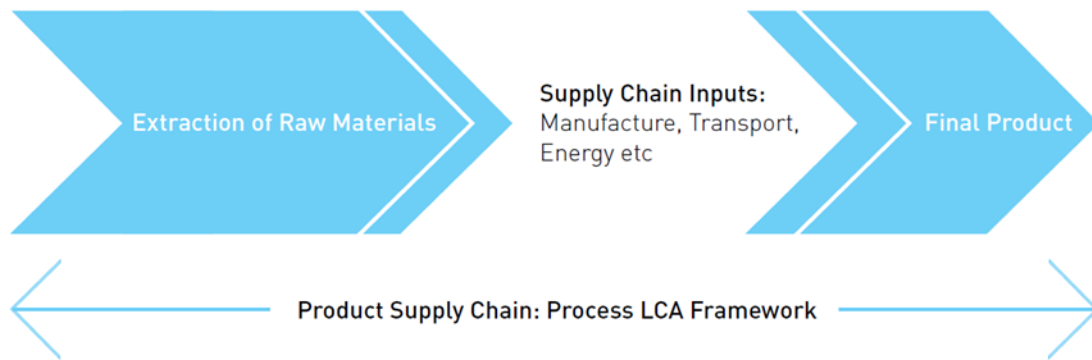 Extraction of Raw Materials
Supply Chain Inputs:
Manufacture, Transport,
Energy etc
Final Product
Product Supply Chain: Process LCA Framework